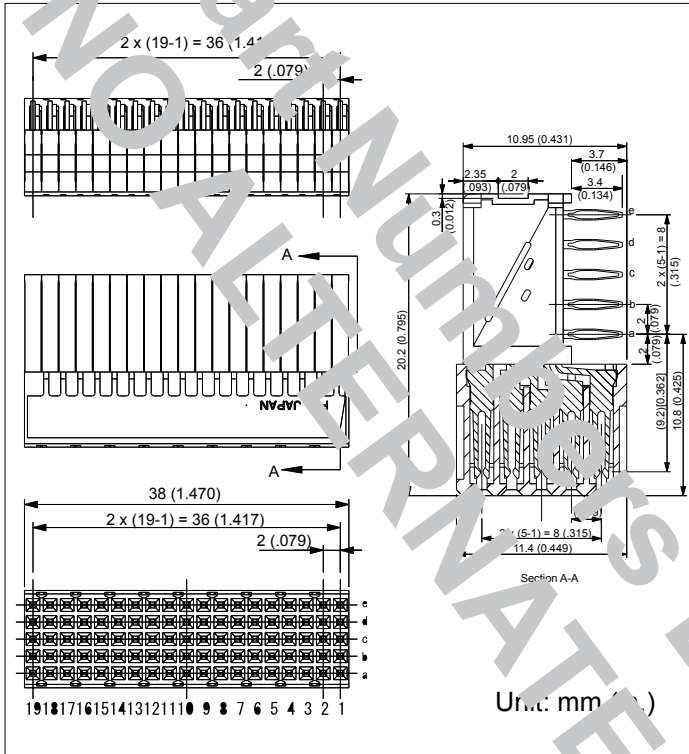 2 x (19-1) = 36
2 (.079)
10.95 (0.431)
3.7
(0.146)
2.35
(.093)
2
(.079)
3.4
(0.134)
0.3
(0.012)
e
d
c
b
a
2 x (5-1) = 8
(.315)
2
(.079)
2
(.079)
20.2 (0.795)
(9.2)[0.362]
10.8 (0.425)
A
JAPAN
A
38 (1.470)
2 x (19-1) = 36 (1.417)
2 (.079)
(5-1) = 8 (.315)
11.4 (0.449)
Section A-A
e
d
c
b
a
19 18 17 16 15 14 13 12 11 10 9 8 7 6 5 4 3 2 1
Unit: mm
art Numbers
NO ALTERNATE